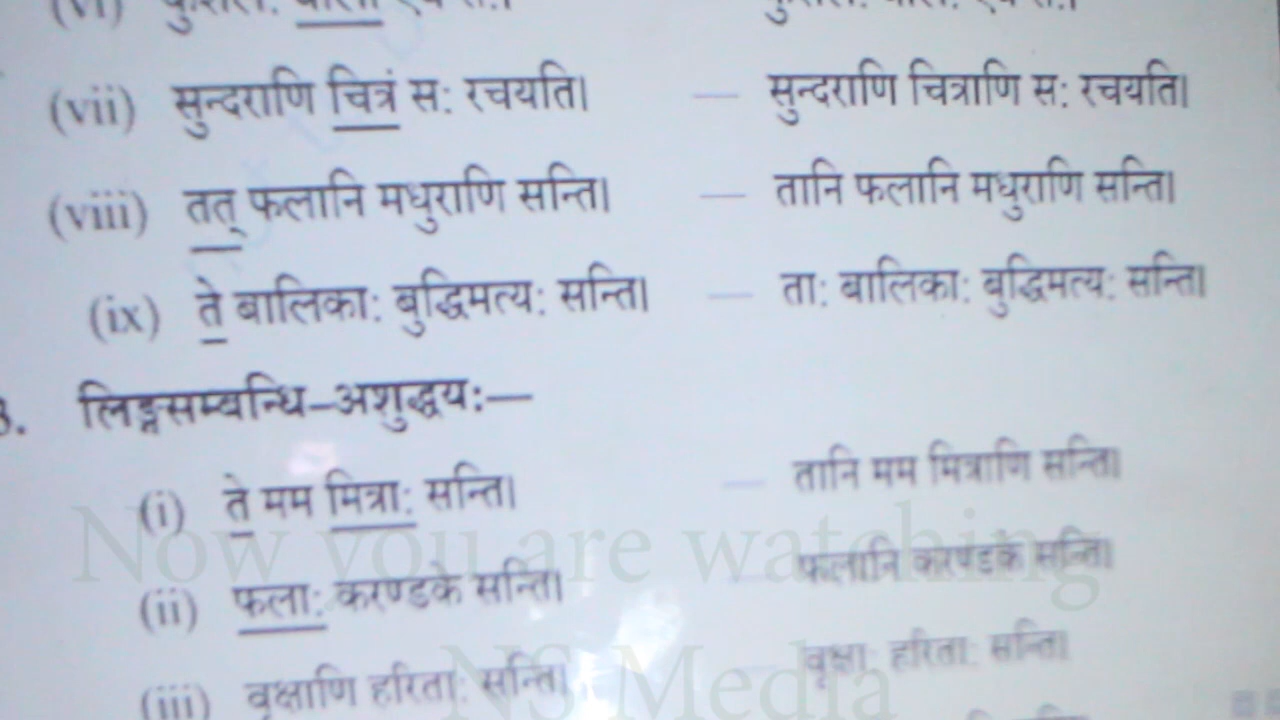 (vii) सुन्दराणि चित्रं सः रचयति। — सुन्दराणि चित्राणि सः रचयति।
(viii) तत् फलानि मधुराणि सन्ति। — तानि फलानि मधुराणि सन्ति।
(ix) ते बालिकाः बुद्धिमत्यः सन्ति। — ताः बालिकाः बुद्धिमत्यः सन्ति।
3. लिङ्गसम्बन्धि–अशुद्धयः:—
(i) ते मम मित्राः सन्ति। — तानि मम मित्राणि सन्ति।
Now you are watching
(ii) फलाः करण्डके सन्ति। — फलानि करण्डके सन्ति।
NS Media
(iii) वृक्षाणि हरिताः सन्ति। वृक्षाः हरिताः सन्ति।